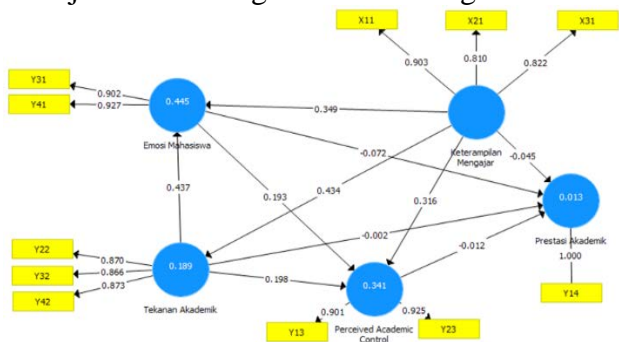 X11
X21
X31
0.903
0.810
0.822
Y31
Y41
0.902
0.927
0.445
Emosi Mahasiswa
0.349
Keterampilan
Mengajar
-0.072
-0.045
0.437
0.193
0.434
0.316
0.013
Prestasi Akademik
-0.002
-0.012
1.000
Y14
Y22
Y32
Y42
0.870
0.866
0.873
0.189
Tekanan Akademik
0.198
0.341
Perceived Academic
Control
0.901
0.925
Y13
Y23